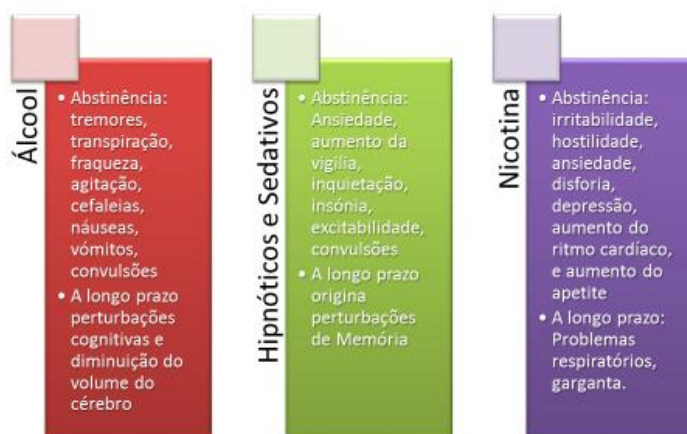 Álcool
• Abstinência:
tremores,
transpiração,
fraqueza,
agitação,
cefaleias,
náuseas,
vómitos,
convulsões
• A longo prazo
perturbações
cognitivas e
diminuição do
volume do
cérebro
Hipnóticos e Sedativos
• Abstinência:
Ansiedade,
aumento da
vigilia,
inquietação,
insónia,
excitabilidade,
convulsões
• A longo prazo
origina
perturbações
de Memória
Nicotina
• Abstinência:
irritabilidade,
hostilidade,
ansiedade,
disforia,
depressão,
aumento do
ritmo cardíaco,
e aumento do
apetite
• A longo prazo:
Problemas
respiratórios,
garganta.